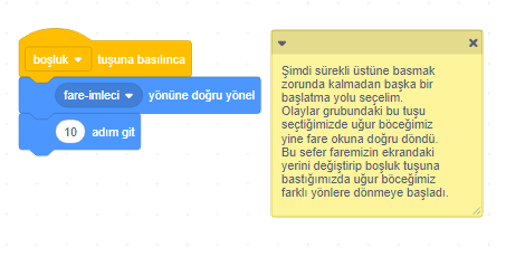 boşluk tuşuna basılınca
fare-imleci yönüne doğru yönel
10 adım git
Şimdi sürekli üstüne basmak
zorunda kalmadan başka bir
başlatma yolu seçelim.
Olaylar grubundaki bu tuşu
seçtiğimizde uğur böceğimiz
yine fare okuna doğru döndü.
Bu sefer faremizin ekrandaki
yerini değiştirip boşluk tuşuna
bastığımızda uğur böceğimiz
farklı yönlere dönmeye başladı.